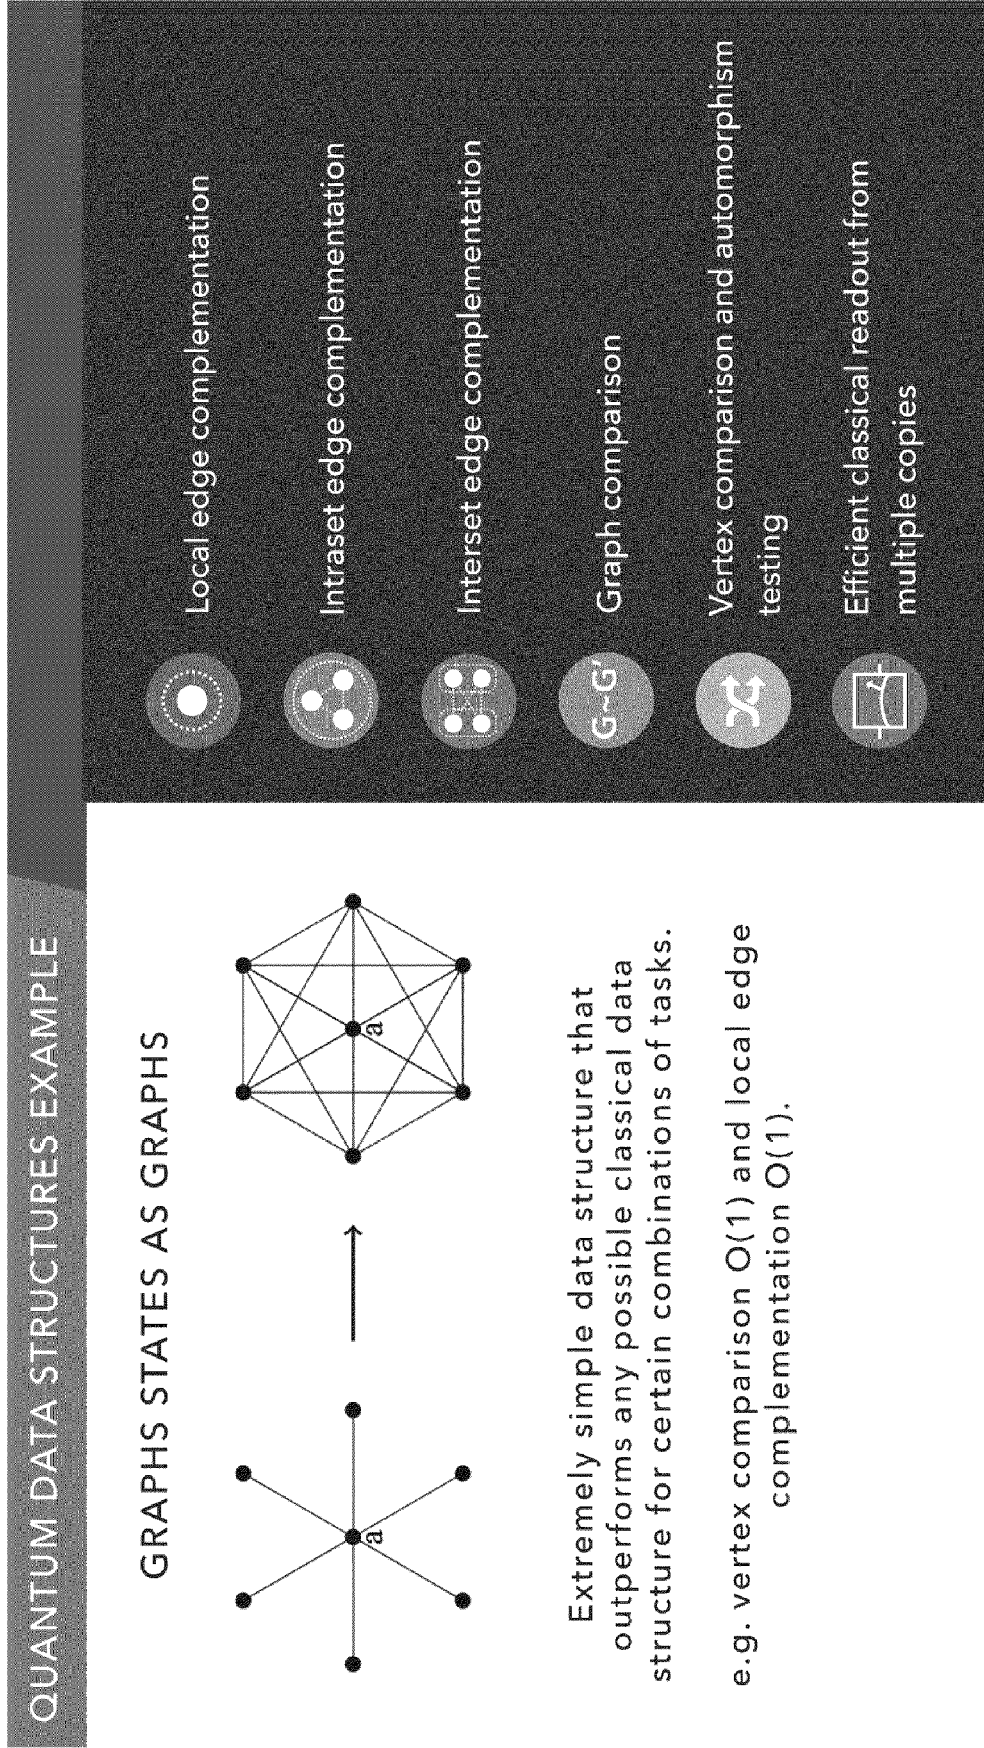 QUANTUM DATA STRUCTURES EXAMPLE
GRAPHS STATES AS GRAPHS
a
a
Extremely simple data structure that
outperforms any possible classical data
structure for certain combinations of tasks.
e.g. vertex comparison O(1) and local edge
complementation O(1).
Local edge complementation
Intraset edge complementation
Interset edge complementation
G~G'
Graph comparison
Vertex comparison and automorphism
testing
Efficient classical readout from
multiple copies